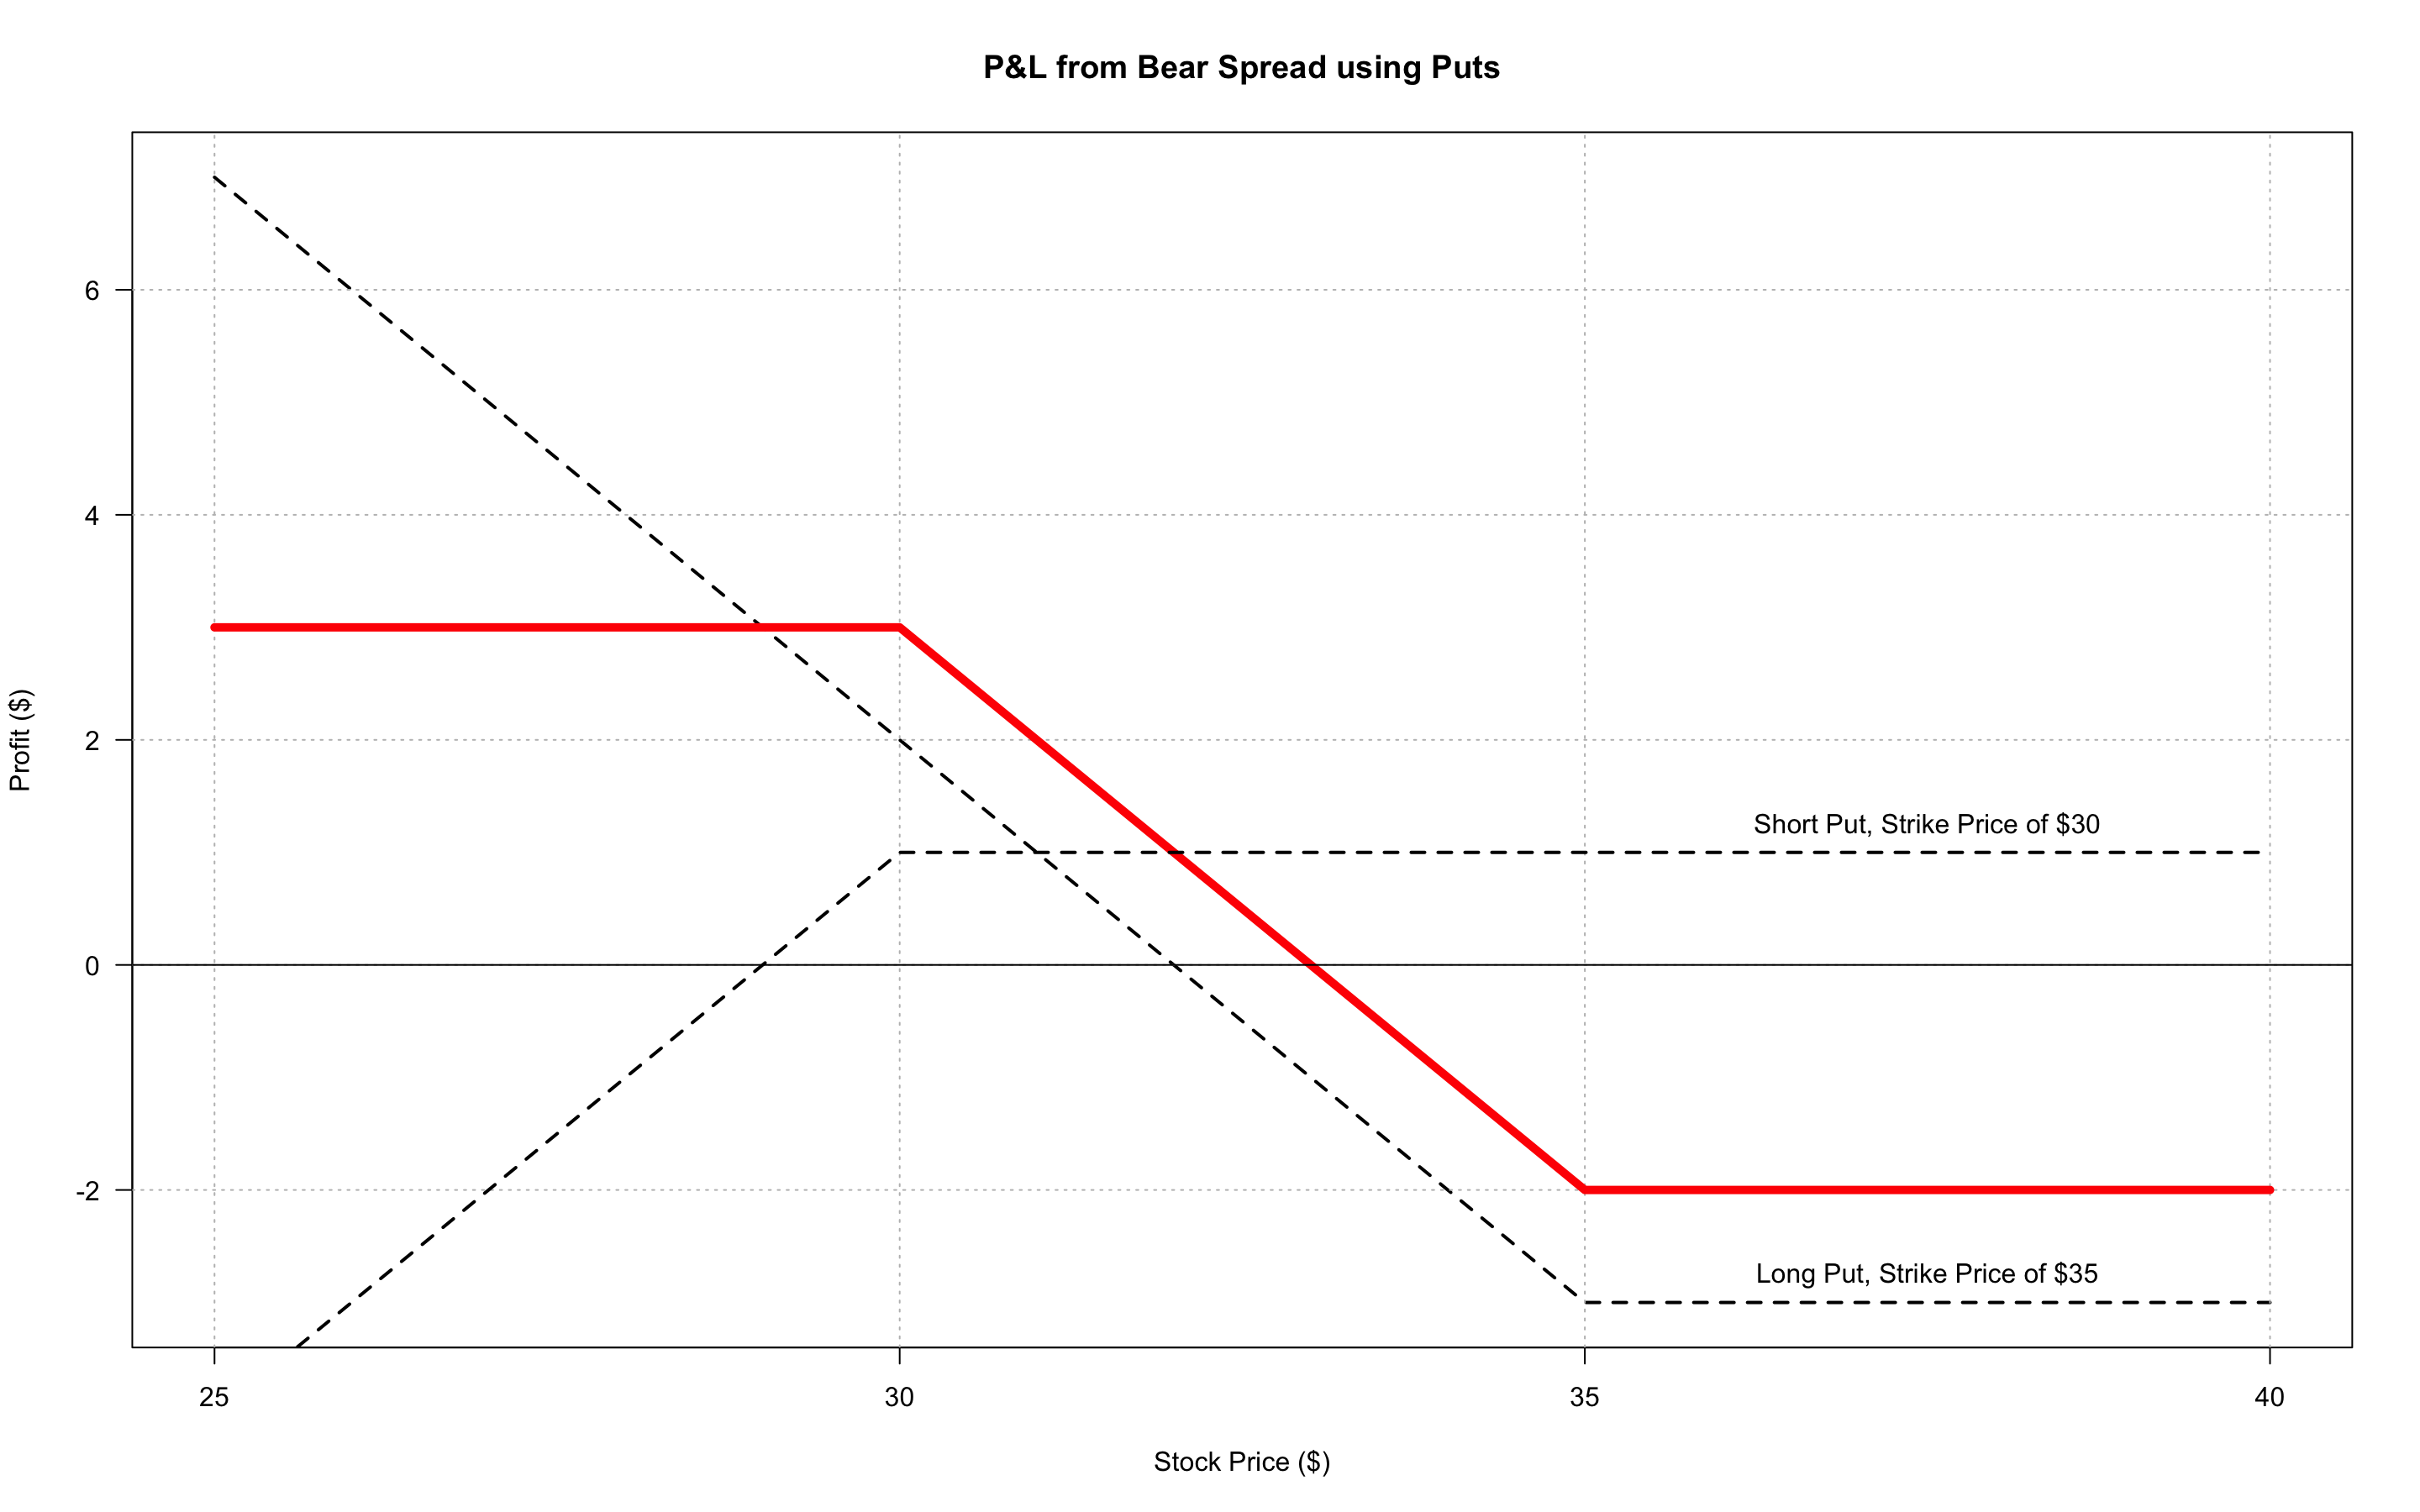 P&L from Bear Spread using Puts
6
4
2
0
-2
Profit ($)
Short Put, Strike Price of $30
Long Put, Strike Price of $35
25
30
35
40
Stock Price ($)